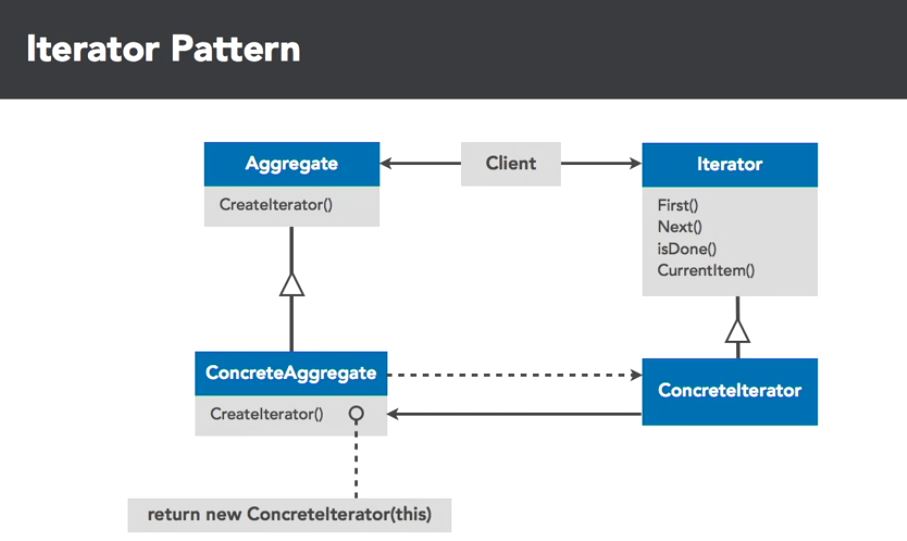 Iterator Pattern
Aggregate
CreateIterator()
Client
Iterator
First()
Next()
isDone()
CurrentItem()
ConcreteAggregate
CreateIterator()
ConcreteIterator
return new ConcreteIterator(this)